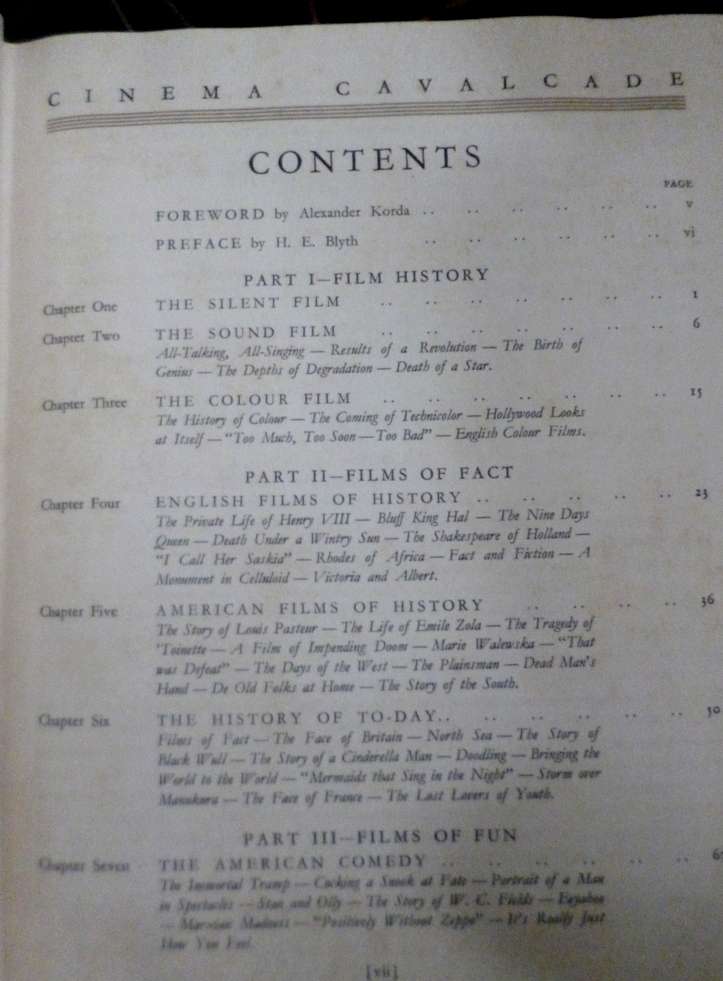 CINEMA CAVALCADE
CONTENTS
PAGE
FOREWORD by Alexander Korda .. .. .. .. .. .. v
PREFACE by H. E. Blyth .. .. .. .. .. .. vi
PART I—FILM HISTORY
Chapter One THE SILENT FILM .. .. .. .. .. .. .. 1
Chapter Two THE SOUND FILM .. .. .. .. .. .. .. 6
All-Talking, All-Singing — Results of a Revolution — The Birth of
Genius — The Depths of Degradation — Death of a Star.
Chapter Three THE COLOUR FILM .. .. .. .. .. .. .. 15
The History of Colour — The Coming of Technicolor — Hollywood Looks
at Itself — "Too Much, Too Soon — Too Bad" — English Colour Films.
PART II—FILMS OF FACT
Chapter Four ENGLISH FILMS OF HISTORY .. .. .. .. .. 23
The Private Life of Henry VIII — Bluff King Hal — The Nine Days
Queen — Death Under a Wintry Sun — The Shakespeare of Holland —
"I Call Her Saskia" — Rhodes of Africa — Fact and Fiction — A
Monument in Celluloid — Victoria and Albert.
Chapter Five AMERICAN FILMS OF HISTORY .. .. .. .. 36
The Story of Louis Pasteur — The Life of Emile Zola — The Tragedy of
'Toinette — A Film of Impending Doom — Marie Walewska — "That
was Defeat" — The Days of the West — The Plainsman — Dead Man's
Hand — De Old Folks at Home — The Story of the South.
Chapter Six THE HISTORY OF TO-DAY.. .. .. .. .. .. 50
Films of Fact — The Face of Britain — North Sea — The Story of
Black Wull — The Story of a Cinderella Man — Doodling — Bringing the
World to the World — "Mermaids that Sing in the Night" — Storm over
— The Face of France — The Last Lovers of Youth.
PART III—FILMS OF FUN
Chapter Seven THE AMERICAN COMEDY .. .. .. .. .. 6
The Immortal Tramp — Cocking a Snook at Fate — Portrait of a Man
in Spectacles — Stan and Olly — The Story of W. C. Fields —
— Marxian Madness — "Positively Without Zeppo" — It's Really Just
How You Feel.
[vii]